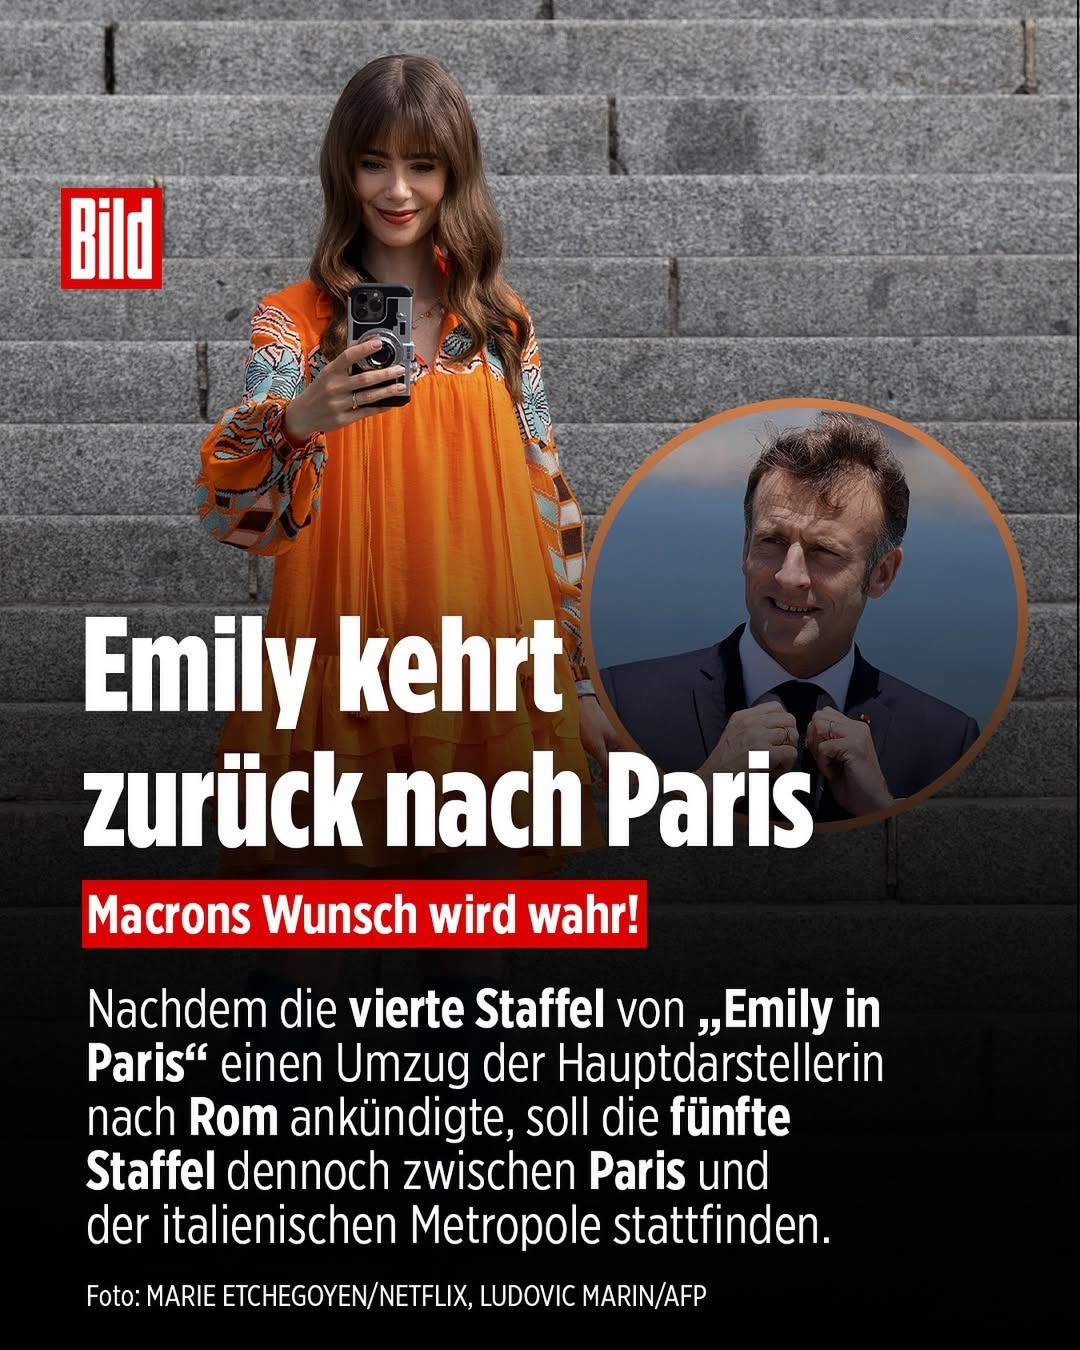 Bild
Emily kehrt
zurück nach Paris
Macrons Wunsch wird wahr!
Nachdem die vierte Staffel von „Emily in
Paris“ einen Umzug der Hauptdarstellerin
nach Rom ankündigte, soll die fünfte
Staffel dennoch zwischen Paris und
der italienischen Metropole stattfinden.
Foto: MARIE ETCHEGOYEN/NETFLIX, LUDOVIC MARIN/AFP